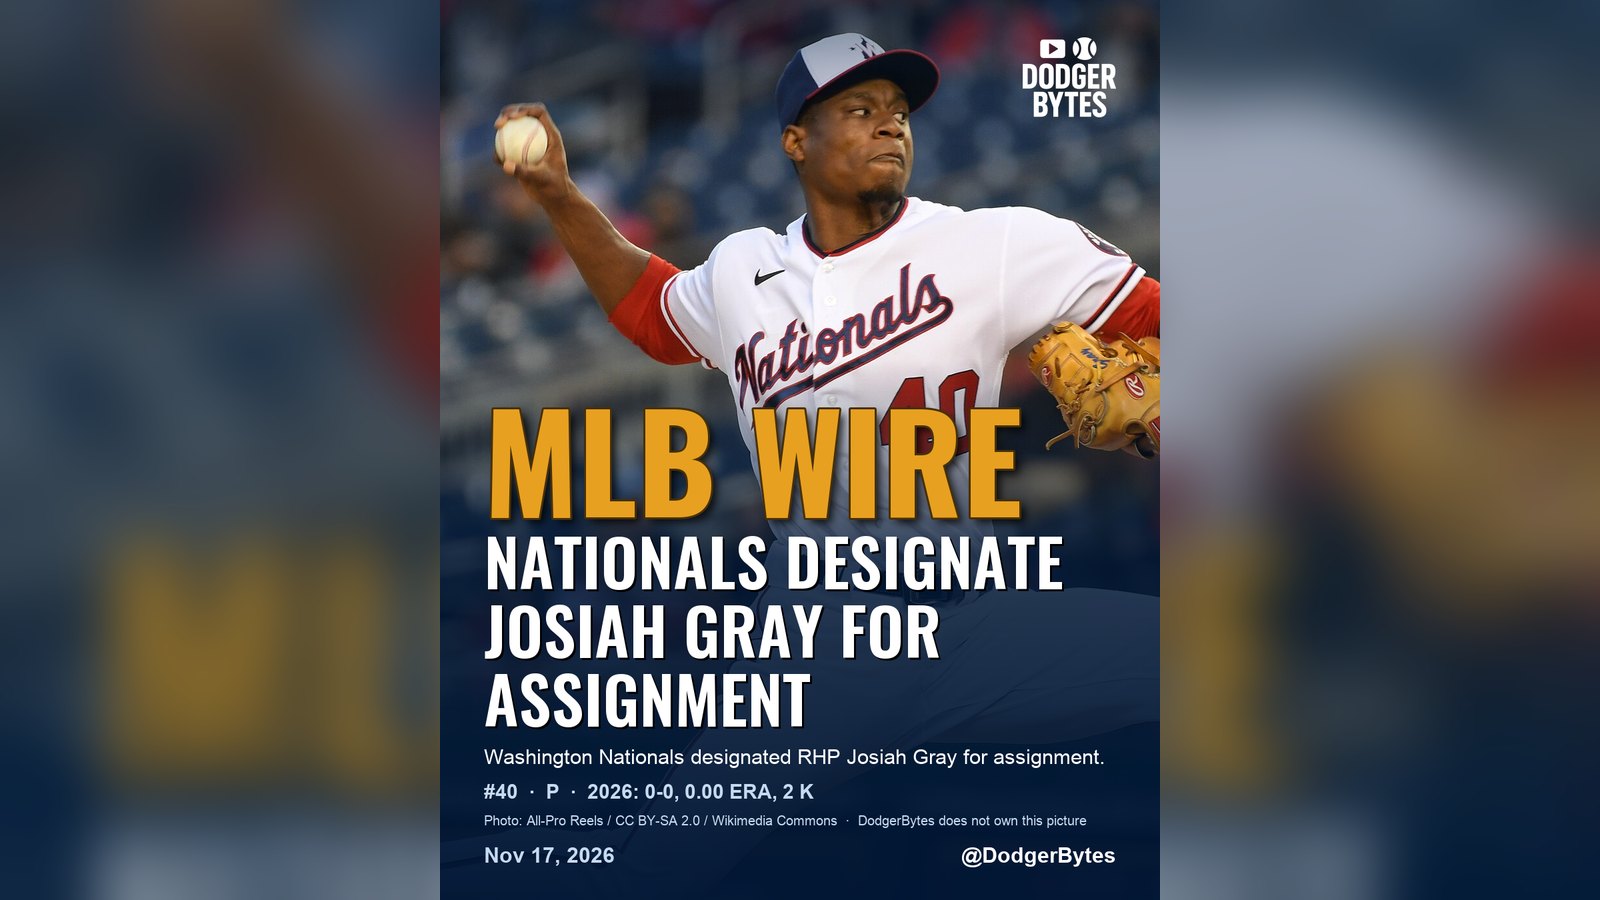 DODGER
BYTES
Nationals
40
MLB WIRE
NATIONALS DESIGNATE
JOSIAH GRAY FOR
ASSIGNMENT
Washington Nationals designated RHP Josiah Gray for assignment.
#40 · P · 2026: 0-0, 0.00 ERA, 2 K
Photo: All-Pro Reels / CC BY-SA 2.0 / Wikimedia Commons · DodgerBytes does not own this picture
Nov 17, 2026
@DodgerBytes